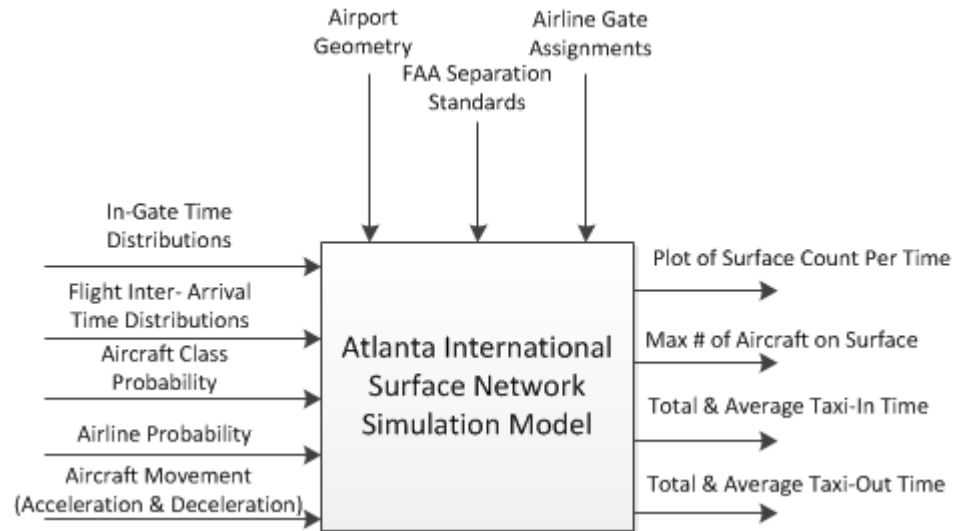 Airport
Geometry
FAA Separation
Standards
Airline Gate
Assignments
In-Gate Time
Distributions
Flight Inter- Arrival
Time Distributions
Aircraft Class
Probability
Airline Probability
Aircraft Movement
(Acceleration & Deceleration)
Atlanta International
Surface Network
Simulation Model
Plot of Surface Count Per Time
Max # of Aircraft on Surface
Total & Average Taxi-In Time
Total & Average Taxi-Out Time